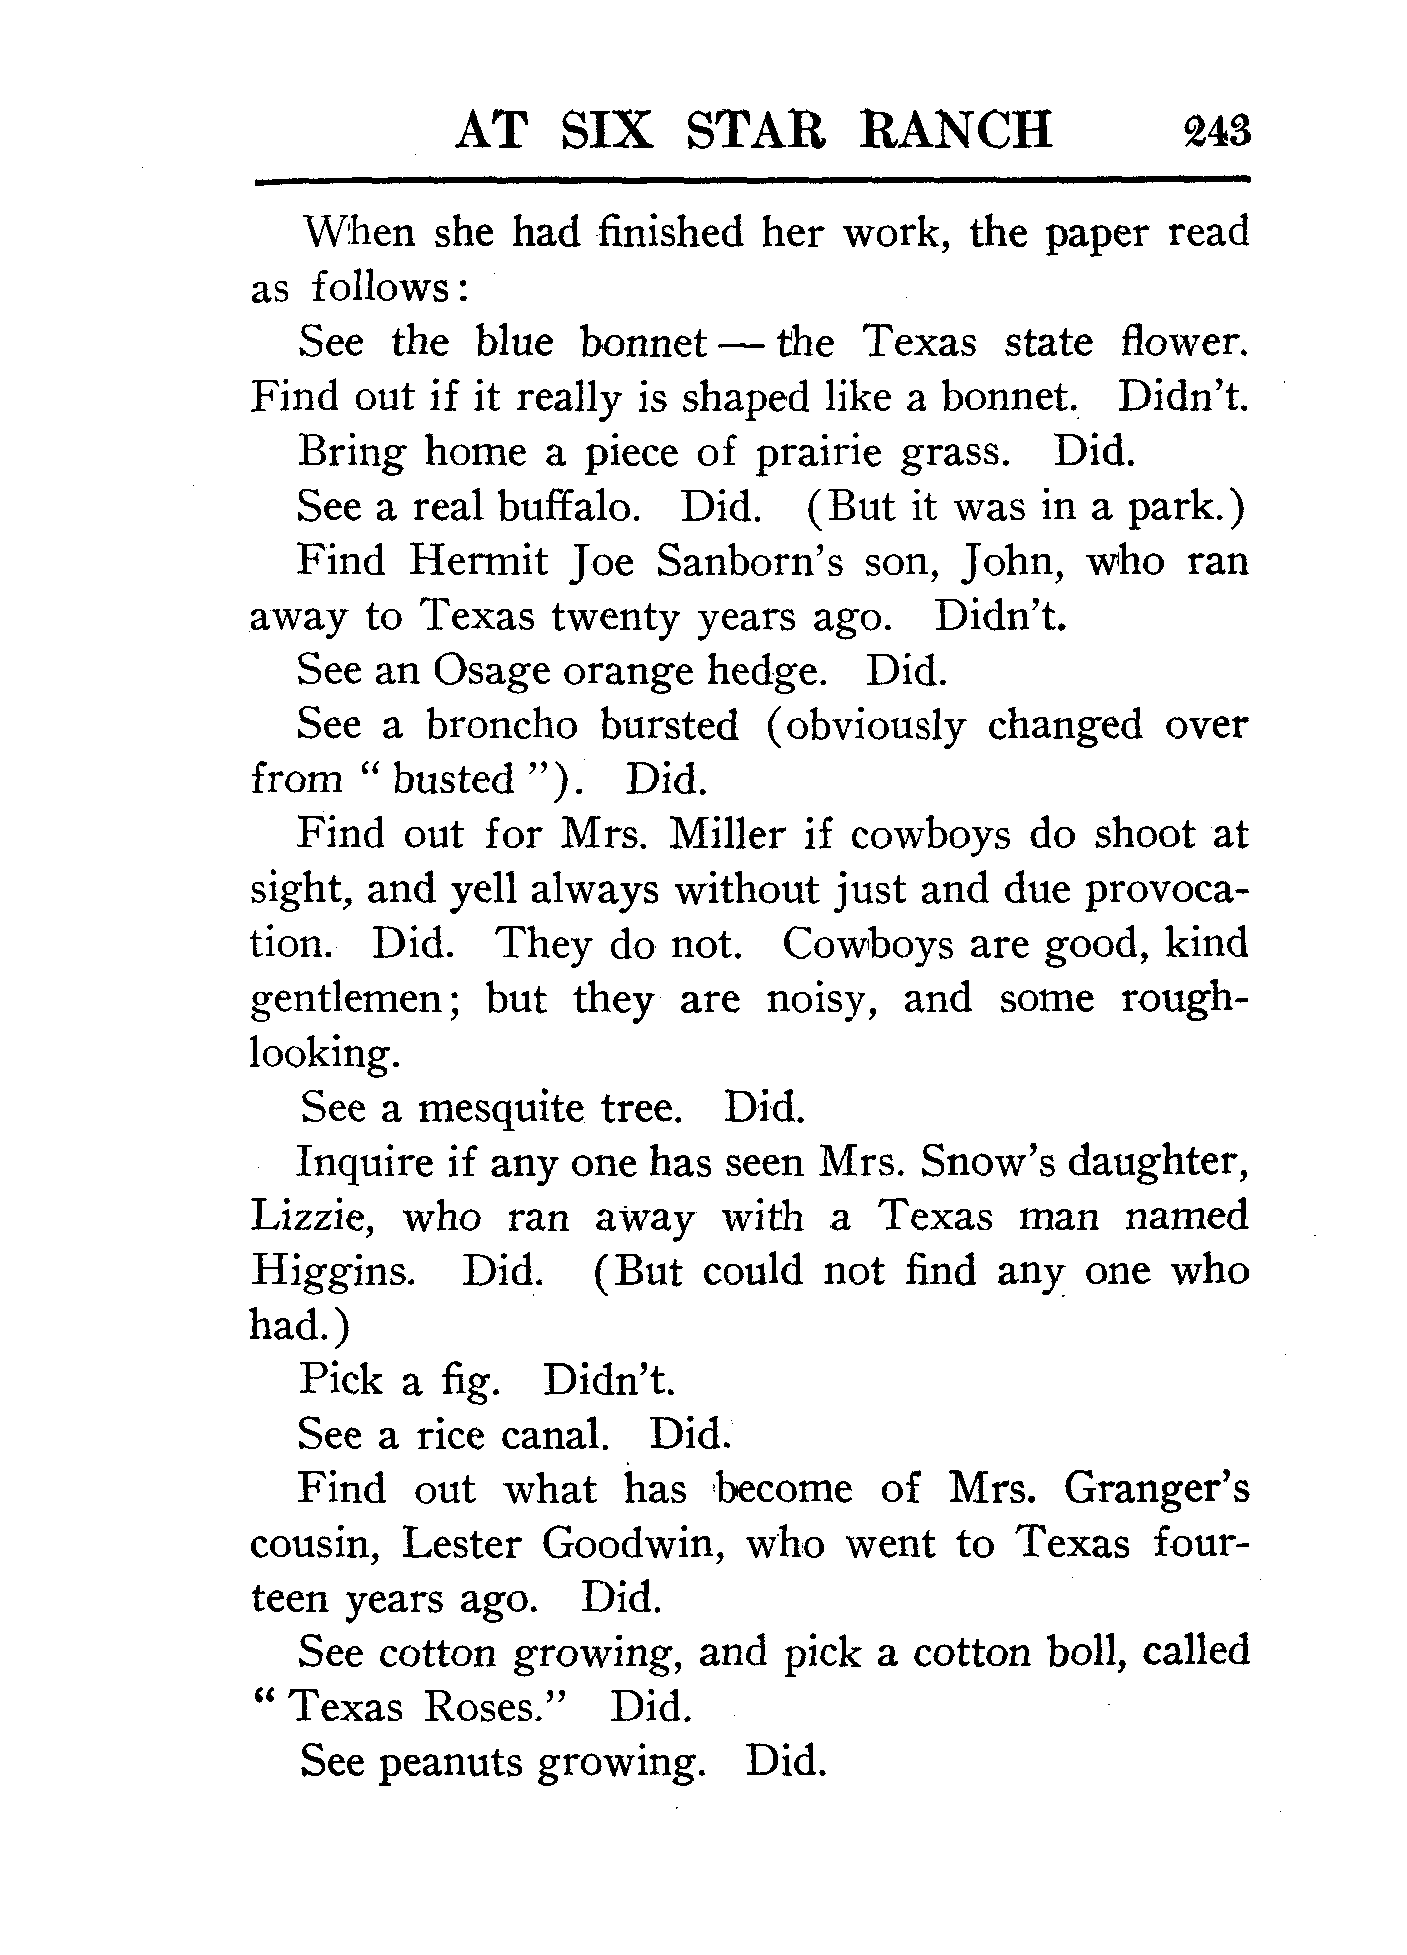 AT SIX STAR RANCH 243
When she had finished her work, the paper read
as follows:
See the blue bonnet — the Texas state flower.
Find out if it really is shaped like a bonnet. Didn't.
Bring home a piece of prairie grass. Did.
See a real buffalo. Did. (But it was in a park.)
Find Hermit Joe Sanborn's son, John, who ran
away to Texas twenty years ago. Didn't.
See an Osage orange hedge. Did.
See a broncho bursted (obviously changed over
from " busted "). Did.
Find out for Mrs. Miller if cowboys do shoot at
sight, and yell always without just and due provoca-
tion. Did. They do not. Cowboys are good, kind
gentlemen; but they are noisy, and some rough-
looking.
See a mesquite tree. Did.
Inquire if any one has seen Mrs. Snow's daughter,
Lizzie, who ran away with a Texas man named
Higgins. Did. (But could not find any one who
had.)
Pick a fig. Didn't.
See a rice canal. Did.
Find out what has become of Mrs. Granger's
cousin, Lester Goodwin, who went to Texas four-
teen years ago. Did.
See cotton growing, and pick a cotton boll, called
" Texas Roses." Did.
See peanuts growing. Did.